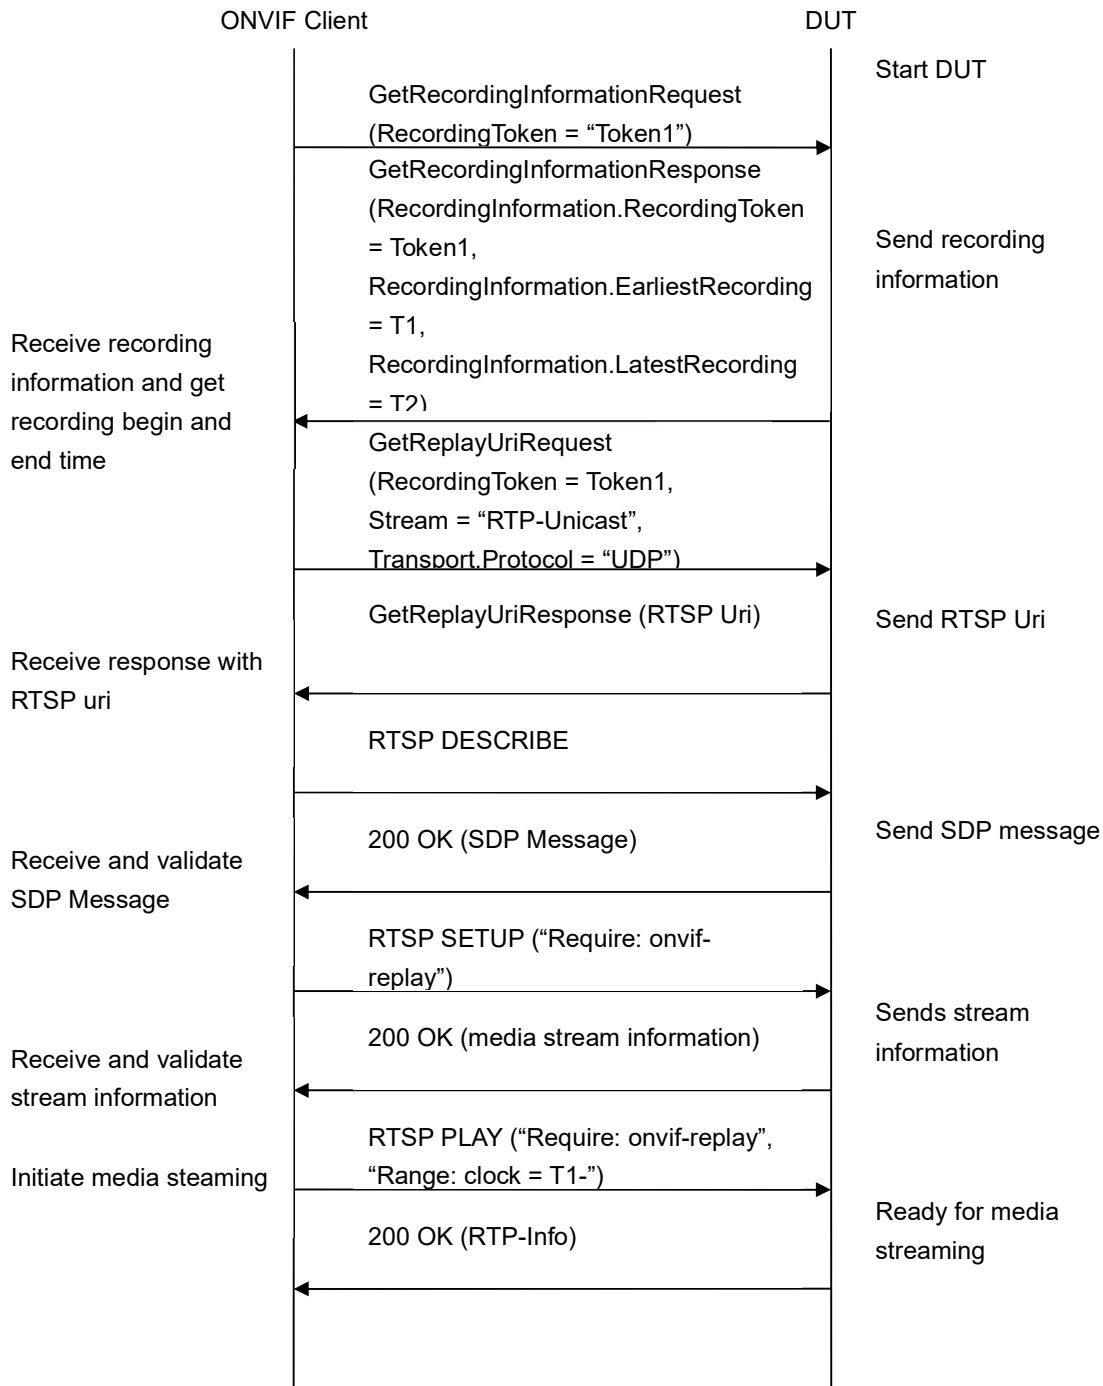 ONVIF Client
DUT
Start DUT
GetRecordingInformationRequest
(RecordingToken = “Token1”)
GetRecordingInformationResponse
(RecordingInformation.RecordingToken
= Token1,
RecordingInformation.EarliestRecording
= T1,
RecordingInformation.LatestRecording
= T2)
Send recording
information
Receive recording
information and get
recording begin and
end time
GetReplayUriRequest
(RecordingToken = Token1,
Stream = “RTP-Unicast”,
Transport.Protocol = “UDP”)
GetReplayUriResponse (RTSP Uri)
Send RTSP Uri
Receive response with
RTSP uri
RTSP DESCRIBE
200 OK (SDP Message)
Send SDP message
Receive and validate
SDP Message
RTSP SETUP (“Require: onvif-
replay”)
200 OK (media stream information)
Sends stream
information
Receive and validate
stream information
RTSP PLAY (“Require: onvif-replay”,
“Range: clock = T1-”)
Initiate media steaming
200 OK (RTP-Info)
Ready for media
streaming